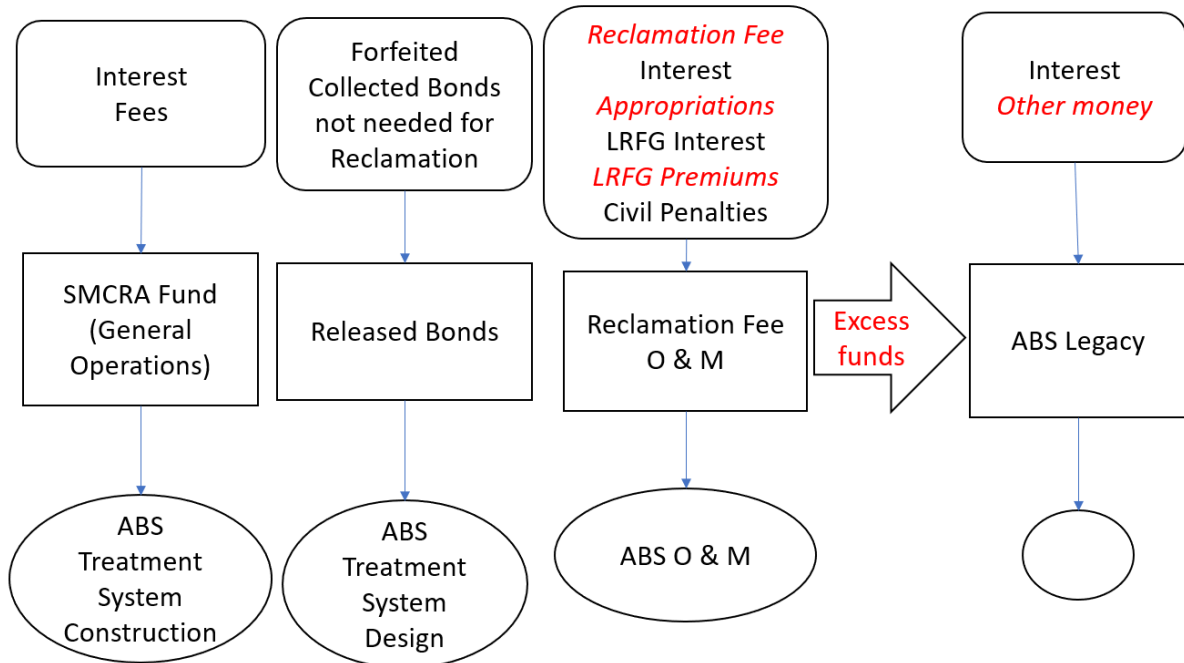 Interest
Fees
Forfeited
Collected Bonds
not needed for
Reclamation
Reclamation Fee
Interest
Appropriations
LRFG Interest
LRFG Premiums
Civil Penalties
Interest
Other money
SMCRA Fund
(General
Operations)
Released Bonds
Reclamation Fee
O & M
Excess
funds
ABS Legacy
ABS
Treatment
System
Construction
ABS
Treatment
System
Design
ABS O & M